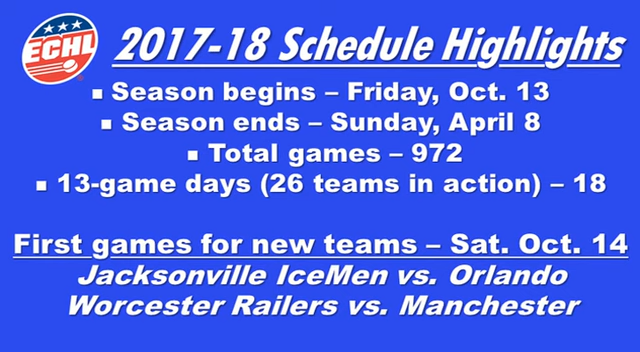 ECHL
2017-18 Schedule Highlights
▪ Season begins – Friday, Oct. 13
▪ Season ends – Sunday, April 8
▪ Total games – 972
▪ 13-game days (26 teams in action) – 18
First games for new teams – Sat. Oct. 14
Jacksonville IceMen vs. Orlando
Worcester Railers vs. Manchester